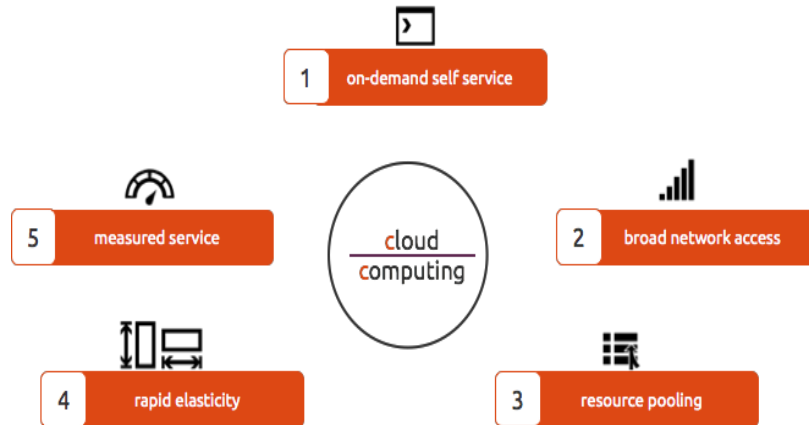 1 on-demand self service
5 measured service
cloud
computing
2 broad network access
4 rapid elasticity
3 resource pooling